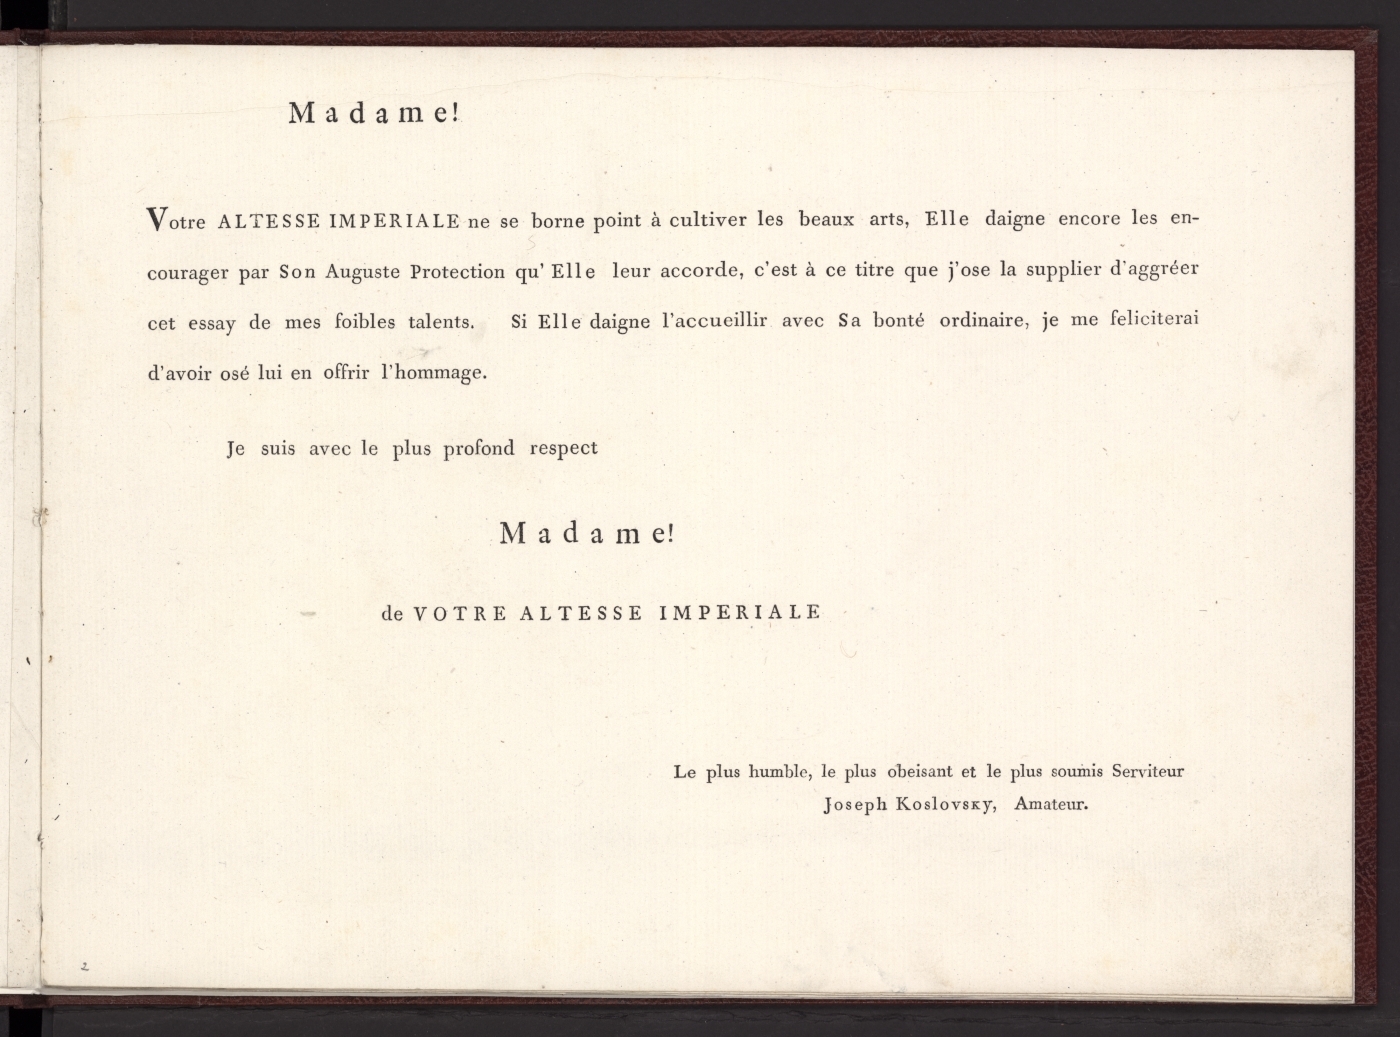 Madame!
Votre ALTESSE IMPERIALE ne se borne point à cultiver les beaux arts, Elle daigne encore les en-
courager par Son Auguste Protection qu' Elle leur accorde, c'est à ce titre que j'ose la supplier d'aggréer
cet essay de mes foibles talents. Si Elle daigne l'accueillir avec Sa bonté ordinaire, je me feliciterai
d'avoir osé lui en offrir l'hommage.
Je suis avec le plus profond respect
Madame!
de VOTRE ALTESSE IMPERIALE
Le plus humble, le plus obeisant et le plus soumis Serviteur
Joseph Koslovsky, Amateur.
2